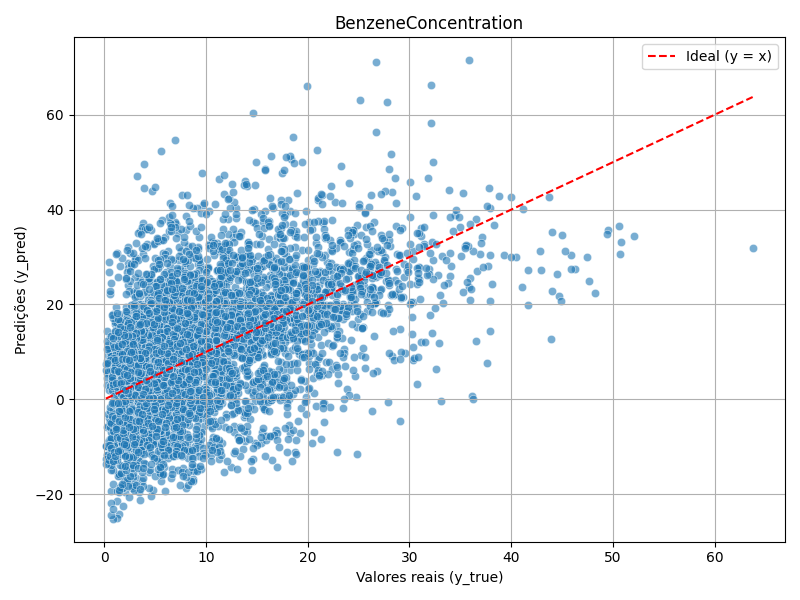 BenzeneConcentration
Ideal (y = x)
60
40
20
0
−20
Predições (y_pred)
0 10 20 30 40 50 60
Valores reais (y_true)